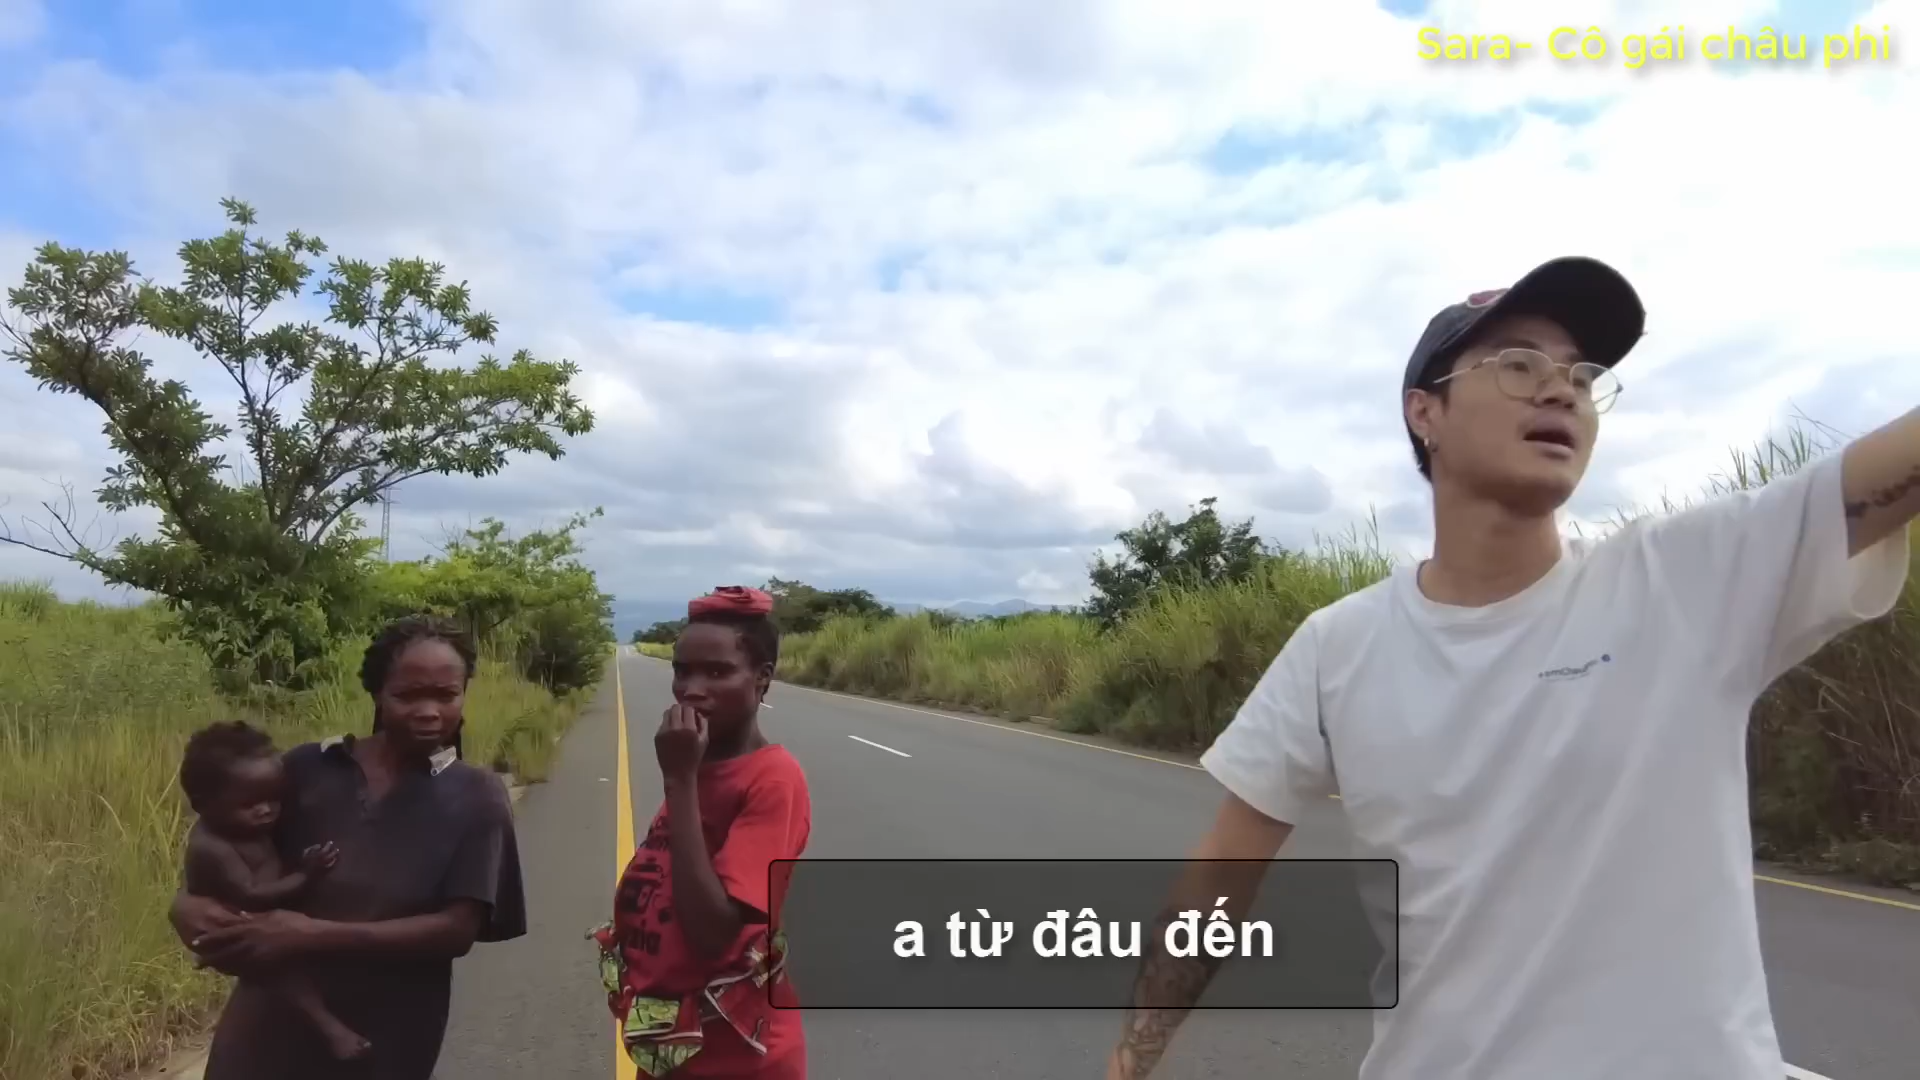 Sara- Cô gái châu phi
a từ đâu đến